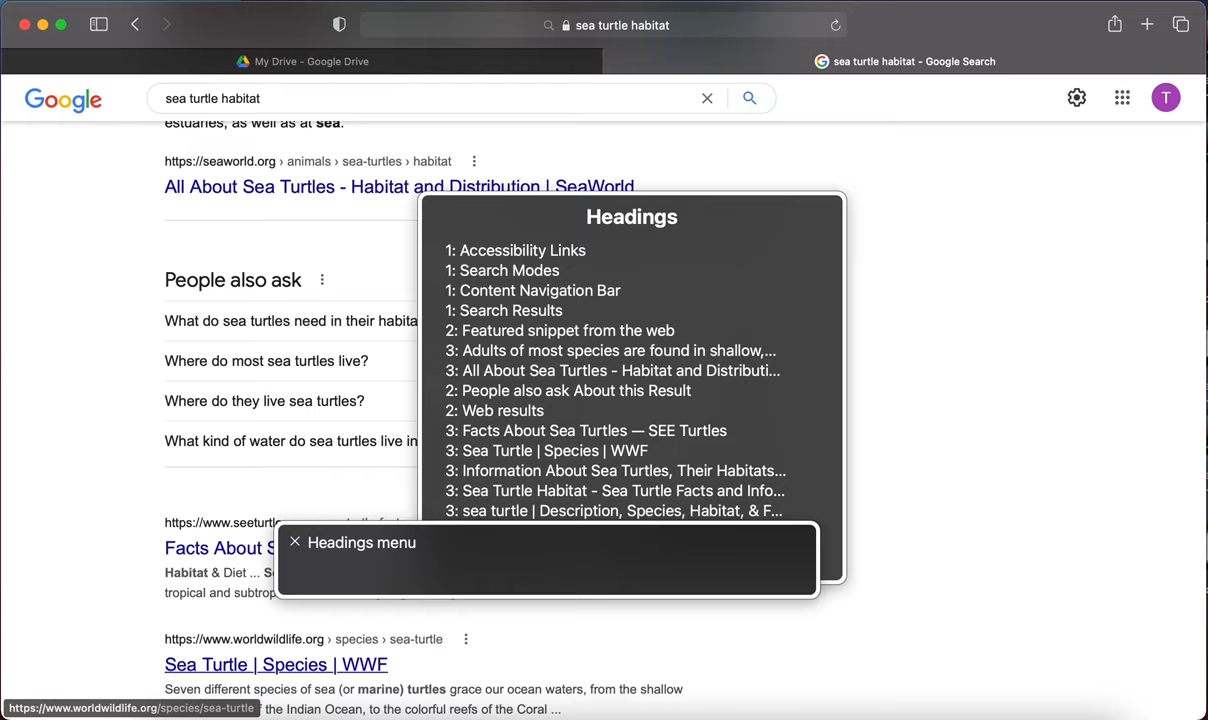 sea turtle habitat
My Drive - Google Drive
sea turtle habitat - Google Search
Google
sea turtle habitat
T
estuaries, as well as at sea.
https://seaworld.org › animals › sea-turtles › habitat
All About Sea Turtles - Habitat and Distribution | SeaWorld
People also ask
What do sea turtles need in their habita
Where do most sea turtles live?
Where do they live sea turtles?
What kind of water do sea turtles live in
Headings
1: Accessibility Links
1: Search Modes
1: Content Navigation Bar
1: Search Results
2: Featured snippet from the web
3: Adults of most species are found in shallow,...
3: All About Sea Turtles - Habitat and Distributi...
2: People also ask About this Result
2: Web results
3: Facts About Sea Turtles — SEE Turtles
3: Sea Turtle | Species | WWF
3: Information About Sea Turtles, Their Habitats...
3: Sea Turtle Habitat - Sea Turtle Facts and Info...
3: sea turtle | Description, Species, Habitat, & F...
Headings menu
https://www.seeturtle
Facts About S
Habitat & Diet ... Se
tropical and subtrop
https://www.worldwildlife.org › species › sea-turtle
Sea Turtle | Species | WWF
Seven different species of sea (or marine) turtles grace our ocean waters, from the shallow
of the Indian Ocean, to the colorful reefs of the Coral ...
https://www.worldwildlife.org/species/sea-turtle